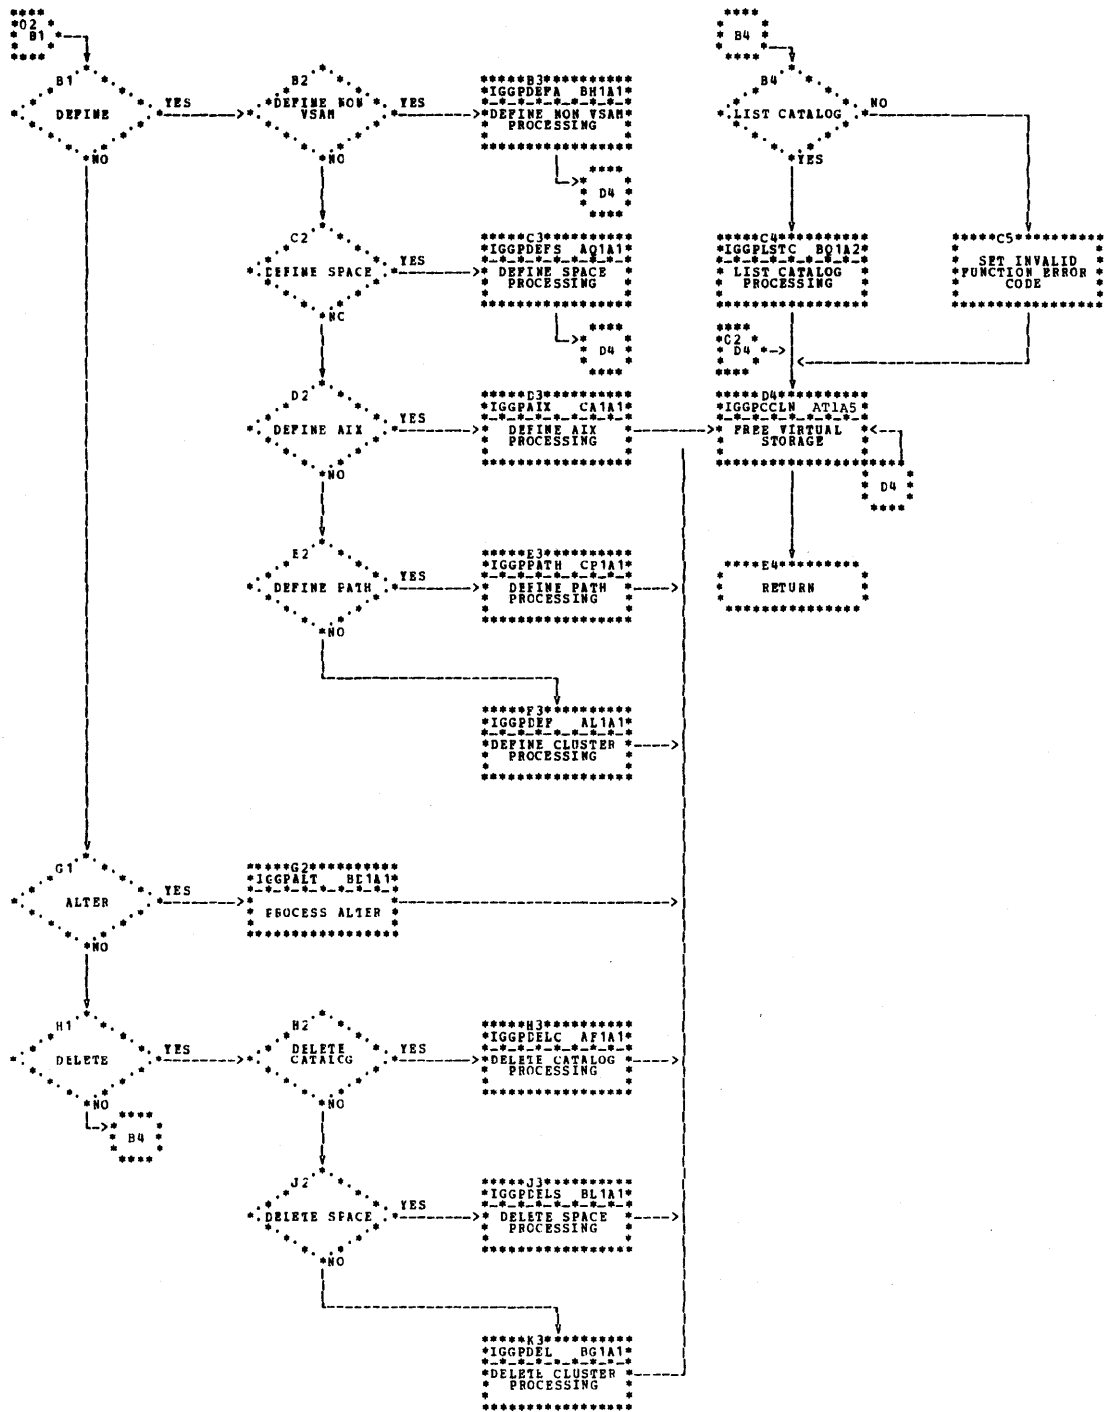 02
B1
B4
B1
DEFINE
YES
NO
B2
DEFINE NON
VSAM
YES
NO
B3
IGGPDEFA BH1A1
DEFINE NON VSAM
PROCESSING
D4
B4
LIST CATALOG
NO
YES
C2
DEFINE SPACE
YES
NC
C3
IGGPDEFS AQ1A1
DEFINE SPACE
PROCESSING
D4
C4
IGGPLSTC BQ1A2
LIST CATALOG
PROCESSING
C5
SET INVALID
FUNCTION ERROR
CODE
C2
D4
D2
DEFINE AIX
YES
NO
D3
IGGPAIX CA1A1
DEFINE AIX
PROCESSING
D4
IGGPCCLN AT1A5
FREE VIRTUAL
STORAGE
D4
E2
DEFINE PATH
YES
NO
E3
IGGPPATH CP1A1
DEFINE PATH
PROCESSING
E4
RETURN
F3
IGGPDEF AL1A1
DEFINE CLUSTER
PROCESSING
G1
ALTER
YES
NO
G2
IGGPALT BE1A1
PROCESS ALTER
H1
DELETE
YES
NO
B4
H2
DELETE
CATALCG
YES
NO
H3
IGGPDELC AF1A1
DELETE CATALOG
PROCESSING
J2
DELETE SPACE
YES
NO
J3
IGGPDELS BL1A1
DELETE SPACE
PROCESSING
K3
IGGPDEL BG1A1
DELETE CLUSTER
PROCESSING